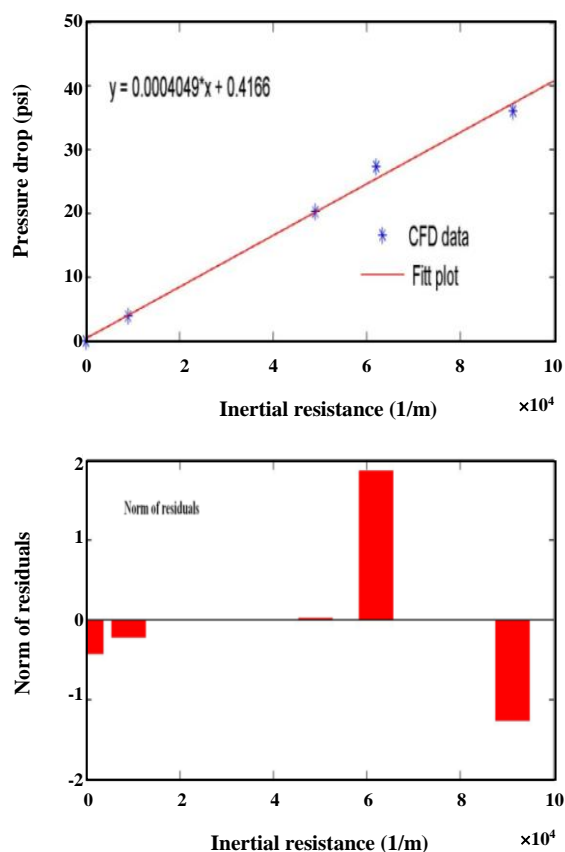 50
40
30
20
10
0
Pressure drop (psi)
y = 0.0004049*x + 0.4166
CFD data
Fitt plot
0 2 4 6 8 10
Inertial resistance (1/m) ×10⁴
2
1
0
-1
-2
Norm of residuals
Norm of residuals
0 2 4 6 8 10
Inertial resistance (1/m) ×10⁴